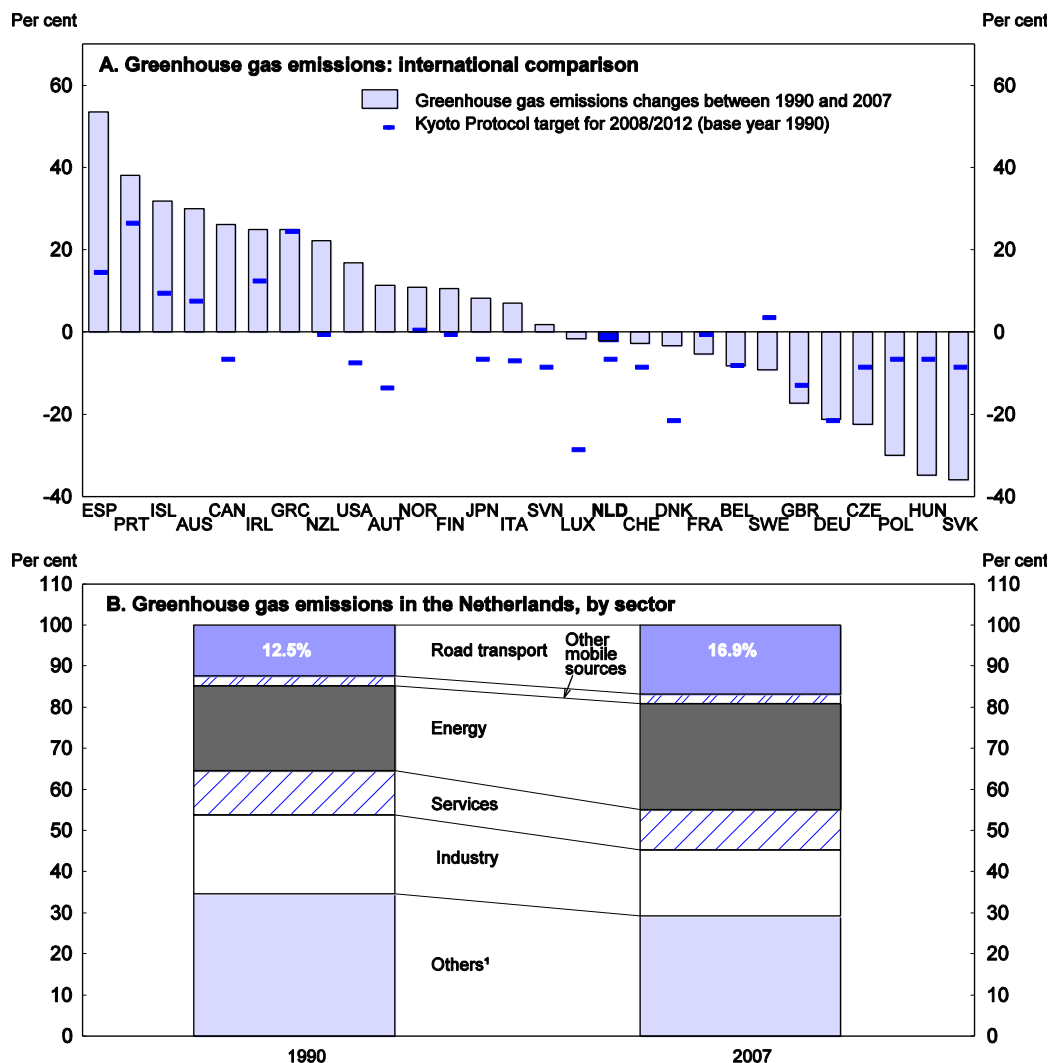 Per cent Per cent
A. Greenhouse gas emissions: international comparison
Greenhouse gas emissions changes between 1990 and 2007
Kyoto Protocol target for 2008/2012 (base year 1990)
60 60
40 40
20 20
0 0
-20 -20
-40 -40
ESP ISL CAN GRC USA NOR JPN SVN NLD DNK BEL GBR CZE HUN
PRT AUS IRL NZL AUT FIN ITA LUX CHE FRA SWE DEU POL SVK
Per cent Per cent
110 110
B. Greenhouse gas emissions in the Netherlands, by sector
100 100
12.5% Road transport Other 16.9%
mobile
sources
90 90
80 80
Energy
70 70
60 60
Services
50 50
Industry
40 40
30 30
20 20
Others¹
10 10
0 0
1990 2007